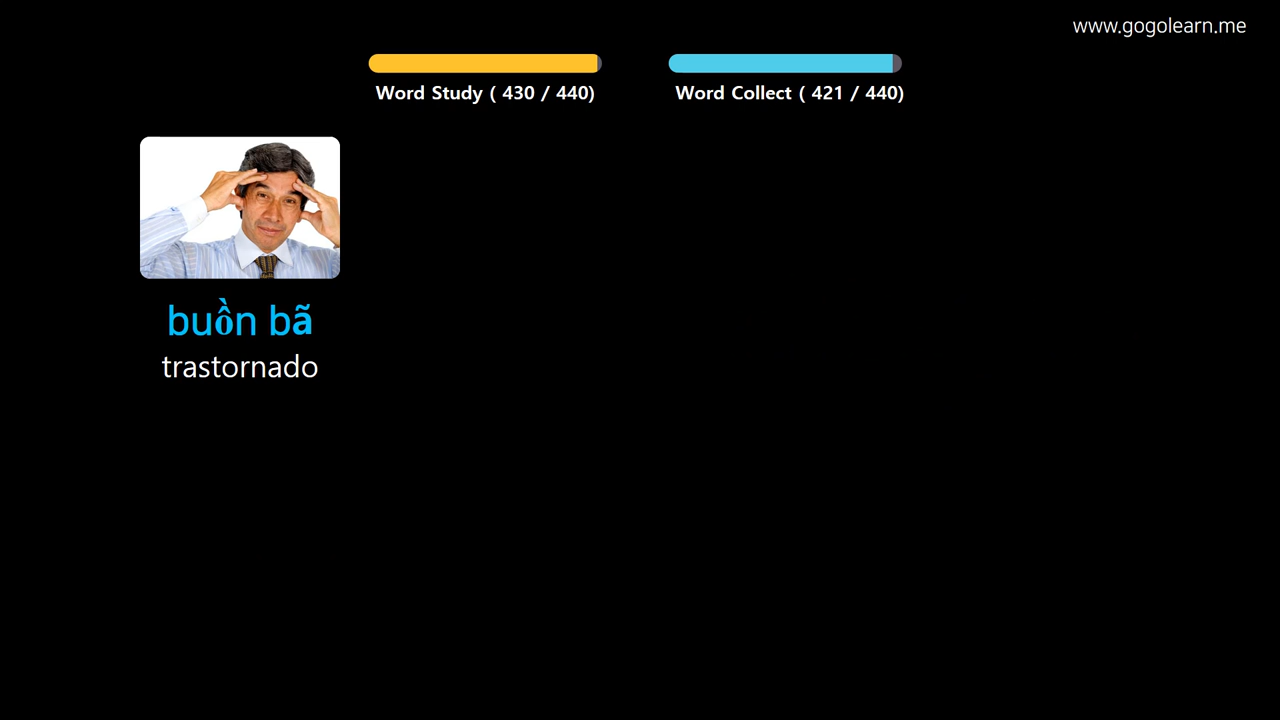 www.gogolearn.me
Word Study ( 430 / 440)
Word Collect ( 421 / 440)
buồn bã
trastornado